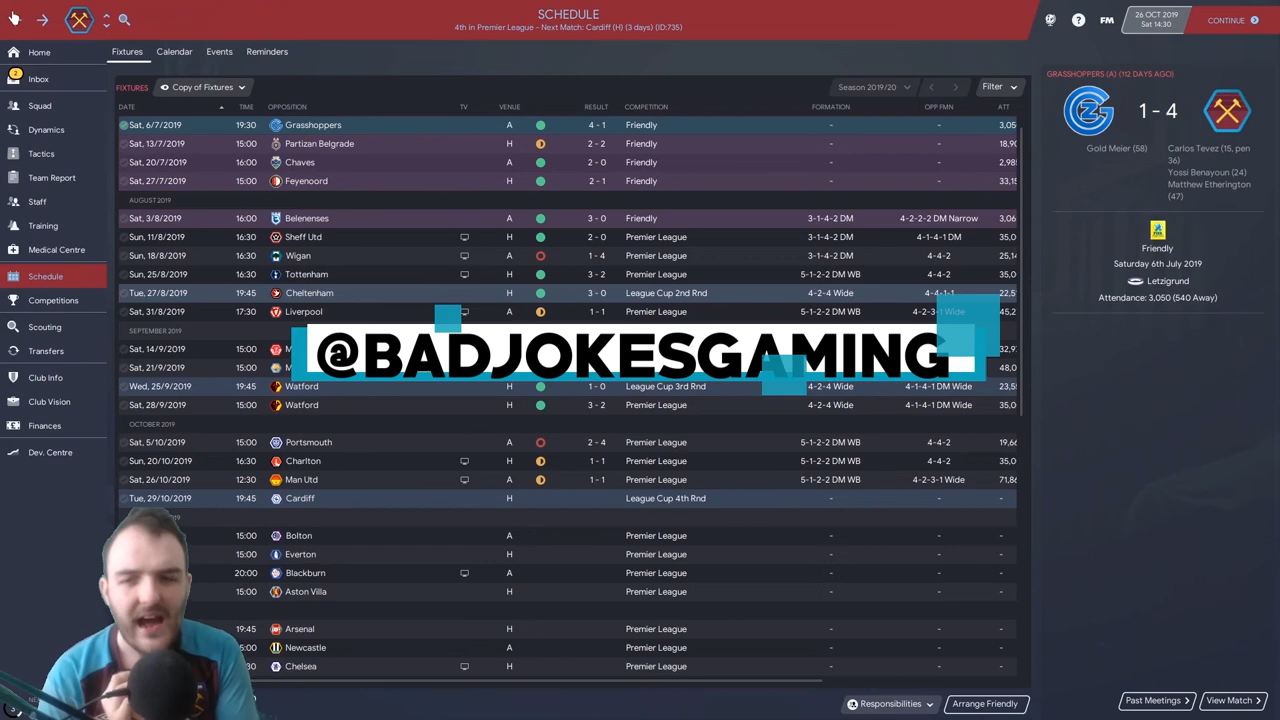 SCHEDULE
4th in Premier League - Next Match: Cardiff (H) (3 days) (ID:735)
26 OCT 2019
Sat 14:30
CONTINUE
FM
Home
2
Inbox
Squad
Dynamics
Tactics
Team Report
Staff
Training
Medical Centre
Schedule
Competitions
Scouting
Transfers
Club Info
Club Vision
Finances
Dev. Centre
Fixtures Calendar Events Reminders
FIXTURES Copy of Fixtures Season 2019/20 Filter
DATE TIME OPPOSITION TV VENUE RESULT COMPETITION FORMATION OPP FMN ATT
Sat, 6/7/2019 19:30 Grasshoppers A 4 - 1 Friendly - - 3,05
Sat, 13/7/2019 15:00 Partizan Belgrade H 2 - 2 Friendly - - 18,90
Sat, 20/7/2019 16:00 Chaves A 2 - 0 Friendly - - 2,98
Sat, 27/7/2019 15:00 Feyenoord H 2 - 1 Friendly - - 33,15
AUGUST 2019
Sat, 3/8/2019 16:00 Belenenses A 3 - 0 Friendly 3-1-4-2 DM 4-2-2-2 DM Narrow 3,06
Sun, 11/8/2019 16:30 Sheff Utd H 2 - 0 Premier League 3-1-4-2 DM 4-1-4-1 DM 35,0
Sun, 18/8/2019 16:30 Wigan A 1 - 4 Premier League 3-1-4-2 DM 4-4-2 25,14
Sun, 25/8/2019 16:30 Tottenham H 3 - 2 Premier League 5-1-2-2 DM WB 4-4-2 35,0
Tue, 27/8/2019 19:45 Cheltenham H 3 - 0 League Cup 2nd Rnd 4-2-4 Wide 4-4-1-1 22,5
Sat, 31/8/2019 17:30 Liverpool A 1 - 1 Premier League 5-1-2-2 DM WB 4-2-3-1 Wide 45,2
SEPTEMBER 2019
Sat, 14/9/2019 15:00 M
Sat, 21/9/2019 15:00 M
@BADJOKESGAMING
Wed, 25/9/2019 19:45 Watford H 1 - 0 League Cup 3rd Rnd 4-2-4 Wide 4-1-4-1 DM Wide 23,5
Sat, 28/9/2019 15:00 Watford H 3 - 2 Premier League 4-2-4 Wide 4-1-4-1 DM Wide 35,0
OCTOBER 2019
Sat, 5/10/2019 15:00 Portsmouth A 2 - 4 Premier League 5-1-2-2 DM WB 4-4-2 19,66
Sun, 20/10/2019 16:30 Charlton H 1 - 1 Premier League 5-1-2-2 DM WB 4-4-2 35,0
Sat, 26/10/2019 12:30 Man Utd A 1 - 1 Premier League 5-1-2-2 DM WB 4-2-3-1 Wide 71,86
Tue, 29/10/2019 19:45 Cardiff H League Cup 4th Rnd - -
15:00 Bolton A Premier League - -
15:00 Everton H Premier League - -
20:00 Blackburn A Premier League - -
15:00 Aston Villa H Premier League - -
19:45 Arsenal H Premier League - -
Newcastle A Premier League - -
Chelsea H Premier League - -
Responsibilities Arrange Friendly
GRASSHOPPERS (A) (112 DAYS AGO)
1 - 4
Gold Meier (58)
Carlos Tevez (15, pen
36)
Yossi Benayoun (24)
Matthew Etherington
(47)
Friendly
Saturday 6th July 2019
Letzigrund
Attendance: 3,050 (540 Away)
Past Meetings View Match